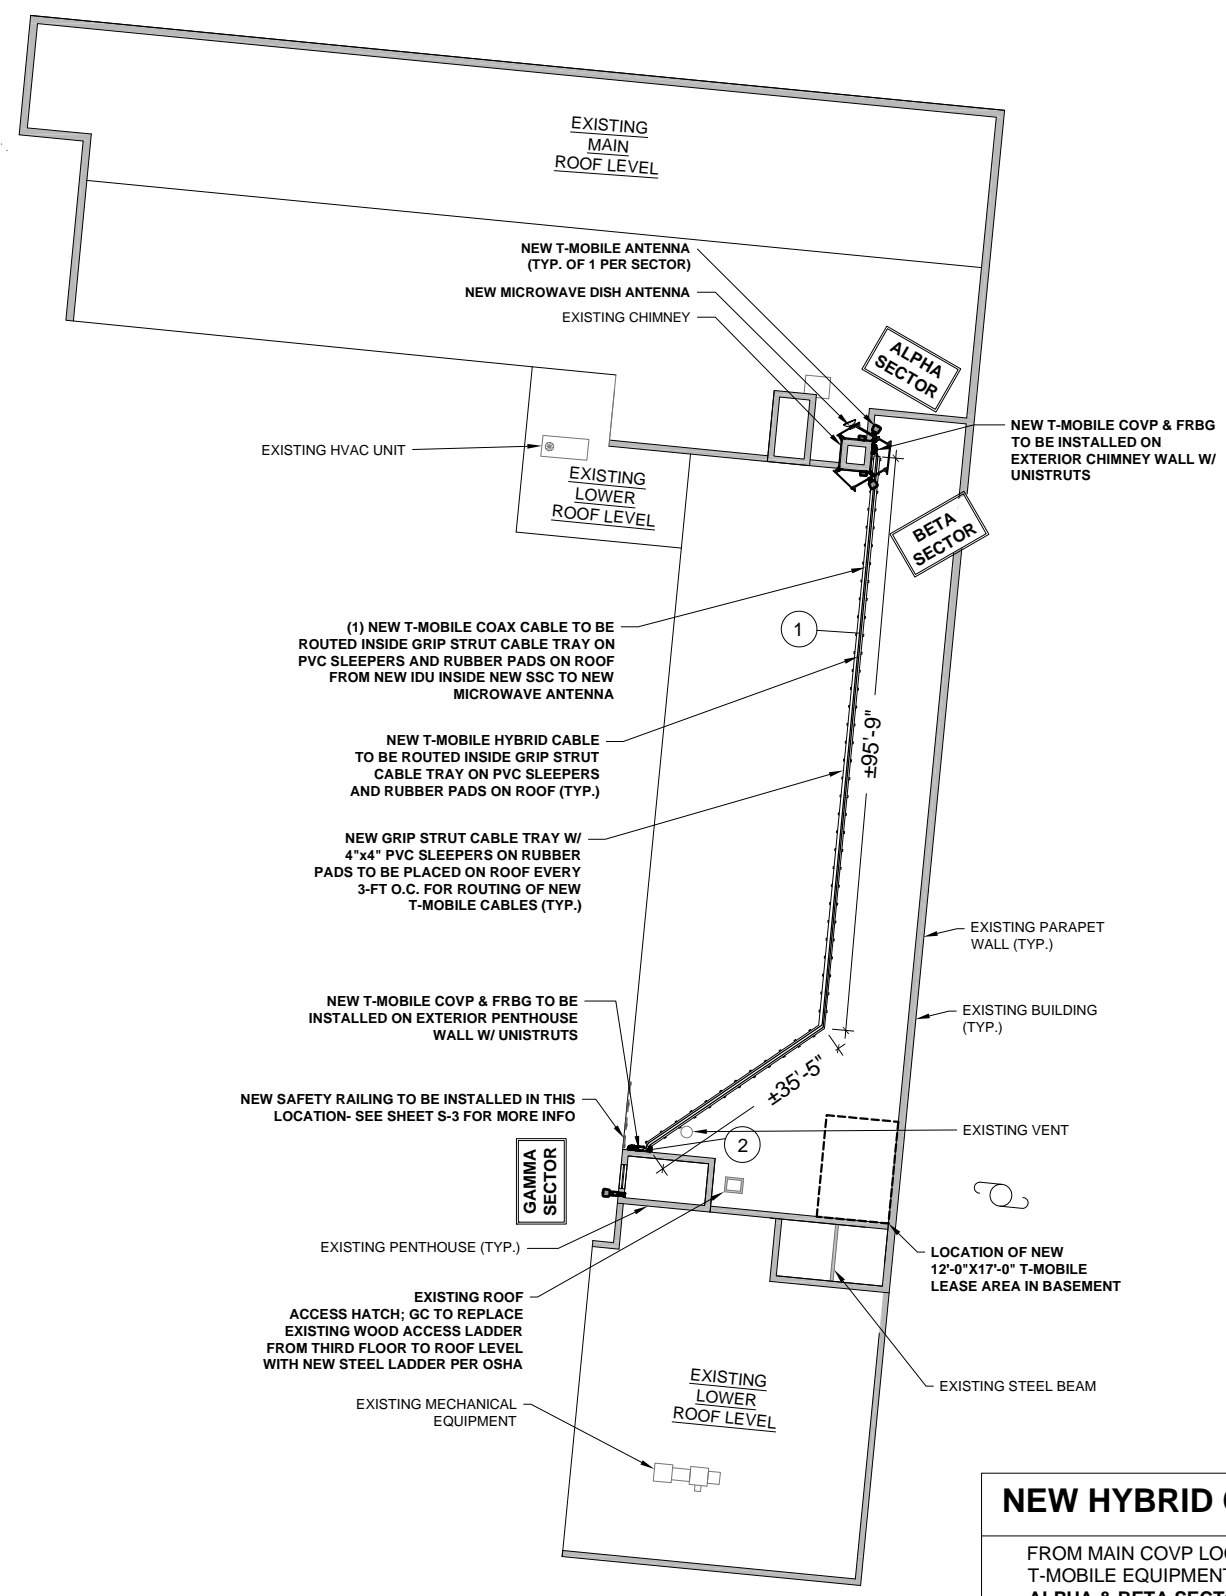 EXISTING
MAIN
ROOF LEVEL
NEW T-MOBILE ANTENNA
(TYP. OF 1 PER SECTOR)
NEW MICROWAVE DISH ANTENNA
EXISTING CHIMNEY
ALPHA
SECTOR
NEW T-MOBILE COVP & FRBG
TO BE INSTALLED ON
EXTERIOR CHIMNEY WALL W/
UNISTRUTS
EXISTING HVAC UNIT
EXISTING
LOWER
ROOF LEVEL
BETA
SECTOR
(1) NEW T-MOBILE COAX CABLE TO BE
ROUTED INSIDE GRIP STRUT CABLE TRAY ON
PVC SLEEPERS AND RUBBER PADS ON ROOF
FROM NEW IDU INSIDE NEW SSC TO NEW
MICROWAVE ANTENNA
1
NEW T-MOBILE HYBRID CABLE
TO BE ROUTED INSIDE GRIP STRUT
CABLE TRAY ON PVC SLEEPERS
AND RUBBER PADS ON ROOF (TYP.)
±95'-9"
NEW GRIP STRUT CABLE TRAY W/
4"x4" PVC SLEEPERS ON RUBBER
PADS TO BE PLACED ON ROOF EVERY
3-FT O.C. FOR ROUTING OF NEW
T-MOBILE CABLES (TYP.)
EXISTING PARAPET
WALL (TYP.)
NEW T-MOBILE COVP & FRBG TO BE
INSTALLED ON EXTERIOR PENTHOUSE
WALL W/ UNISTRUTS
EXISTING BUILDING
(TYP.)
±35'-5"
NEW SAFETY RAILING TO BE INSTALLED IN THIS
LOCATION- SEE SHEET S-3 FOR MORE INFO
EXISTING VENT
2
GAMMA
SECTOR
EXISTING PENTHOUSE (TYP.)
LOCATION OF NEW
12'-0"X17'-0" T-MOBILE
LEASE AREA IN BASEMENT
EXISTING ROOF
ACCESS HATCH; GC TO REPLACE
EXISTING WOOD ACCESS LADDER
FROM THIRD FLOOR TO ROOF LEVEL
WITH NEW STEEL LADDER PER OSHA
EXISTING
LOWER
ROOF LEVEL
EXISTING STEEL BEAM
EXISTING MECHANICAL
EQUIPMENT
NEW HYBRID
FROM MAIN COVP
T-MOBILE EQUIPMENT
ALPHA & BETA